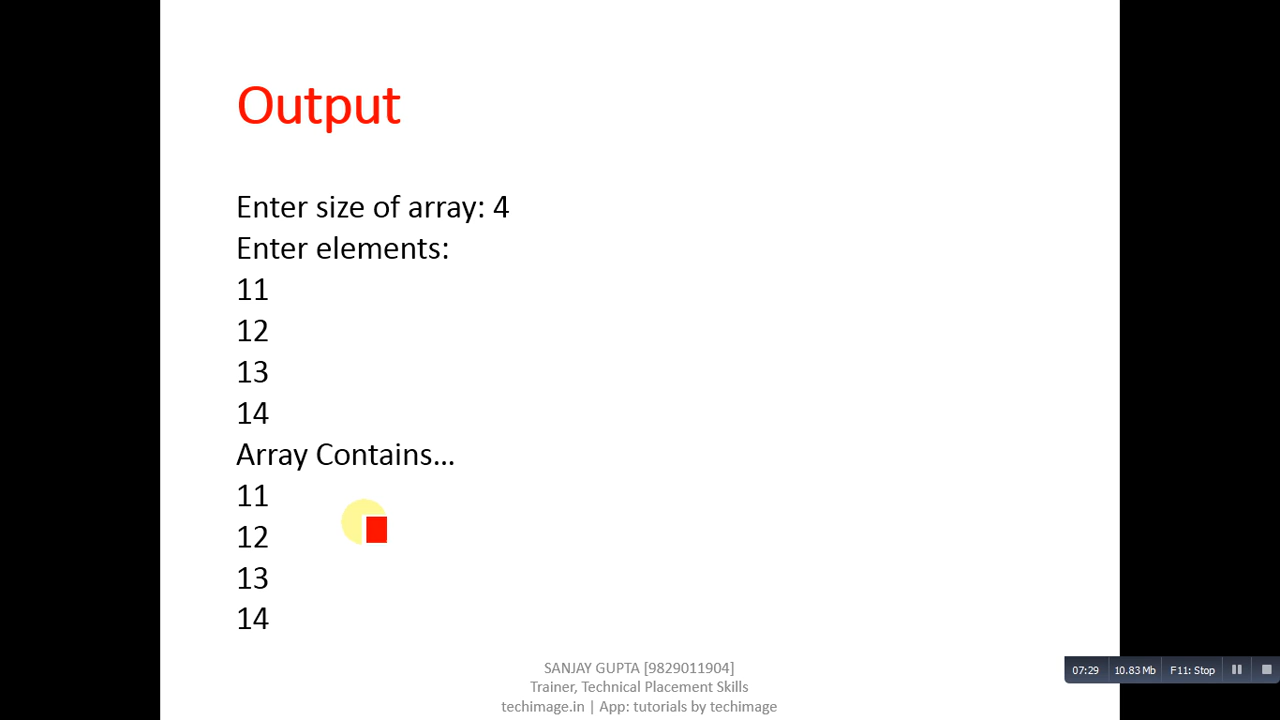 Output
Enter size of array: 4
Enter elements:
11
12
13
14
Array Contains...
11
12
13
14
SANJAY GUPTA [9829011904]
Trainer, Technical Placement Skills
techimage.in | App: tutorials by techimage
07:29 10.83 Mb F11: Stop